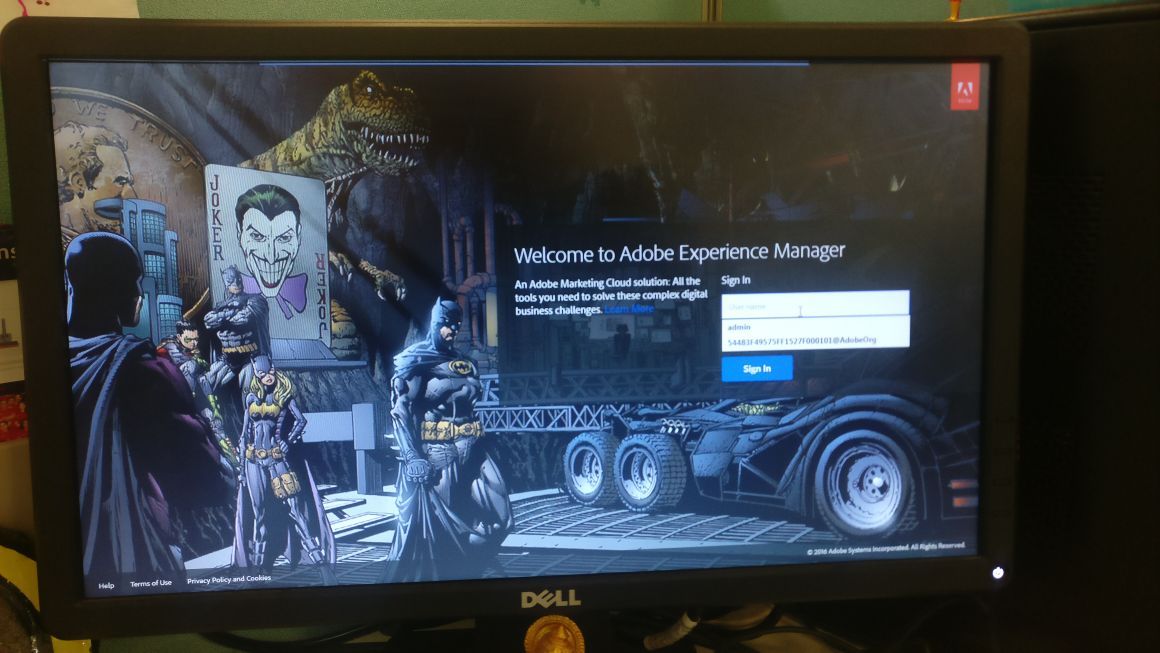 WE TRUST
JOKER
JOKER
Adobe
Welcome to Adobe Experience Manager
An Adobe Marketing Cloud solution: All the
tools you need to solve these complex digital
business challenges. Learn More
Sign In
User name
admin
54483F49575FF1527F000101@AdobeOrg
Sign In
© 2016 Adobe Systems Incorporated. All Rights Reserved.
Help Terms of Use Privacy Policy and Cookies
DELL